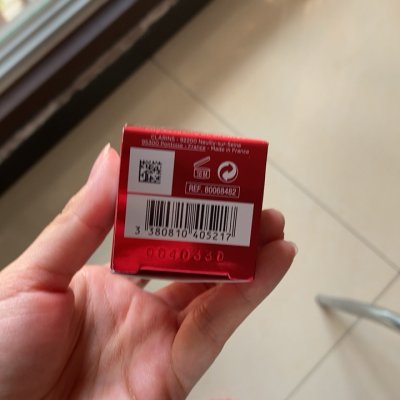 CLARINS - 92200 Neuilly-sur-Seine
95300 Pontoise - France - Made in France
REF. 80068482
3 380810 405217